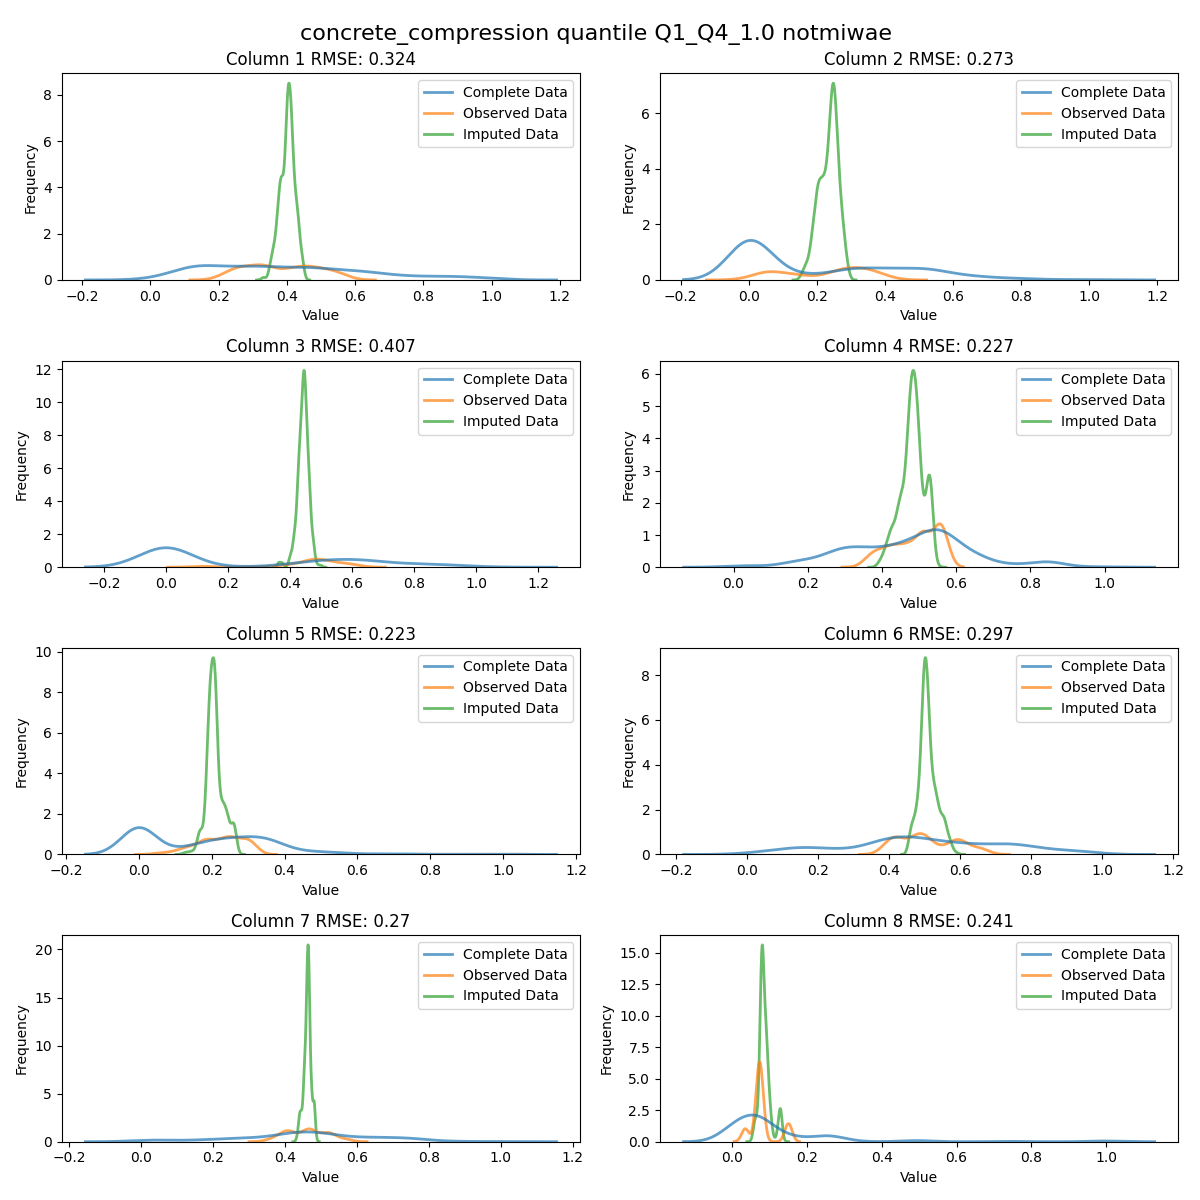 concrete_compression quantile Q1_Q4_1.0 notmiwae
Column 1 RMSE: 0.324
Complete Data
Observed Data
Imputed Data
Frequency
8
6
4
2
0
−0.2 0.0 0.2 0.4 0.6 0.8 1.0 1.2
Value
Column 2 RMSE: 0.273
Complete Data
Observed Data
Imputed Data
Frequency
6
4
2
0
−0.2 0.0 0.2 0.4 0.6 0.8 1.0 1.2
Value
Column 3 RMSE: 0.407
Complete Data
Observed Data
Imputed Data
Frequency
12
10
8
6
4
2
0
−0.2 0.0 0.2 0.4 0.6 0.8 1.0 1.2
Value
Column 4 RMSE: 0.227
Complete Data
Observed Data
Imputed Data
Frequency
6
5
4
3
2
1
0
0.0 0.2 0.4 0.6 0.8 1.0
Value
Column 5 RMSE: 0.223
Complete Data
Observed Data
Imputed Data
Frequency
10
8
6
4
2
0
−0.2 0.0 0.2 0.4 0.6 0.8 1.0 1.2
Value
Column 6 RMSE: 0.297
Complete Data
Observed Data
Imputed Data
Frequency
8
6
4
2
0
−0.2 0.0 0.2 0.4 0.6 0.8 1.0 1.2
Value
Column 7 RMSE: 0.27
Complete Data
Observed Data
Imputed Data
Frequency
20
15
10
5
0
−0.2 0.0 0.2 0.4 0.6 0.8 1.0 1.2
Value
Column 8 RMSE: 0.241
Complete Data
Observed Data
Imputed Data
Frequency
15.0
12.5
10.0
7.5
5.0
2.5
0.0
0.0 0.2 0.4 0.6 0.8 1.0
Value